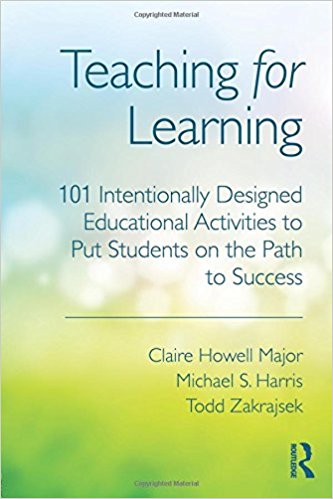 Copyrighted Material
Teaching for
Learning
101 Intentionally Designed
Educational Activities to
Put Students on the Path
to Success
Claire Howell Major
Michael S. Harris
Todd Zakrajsek
ROUTLEDGE
Copyrighted Material